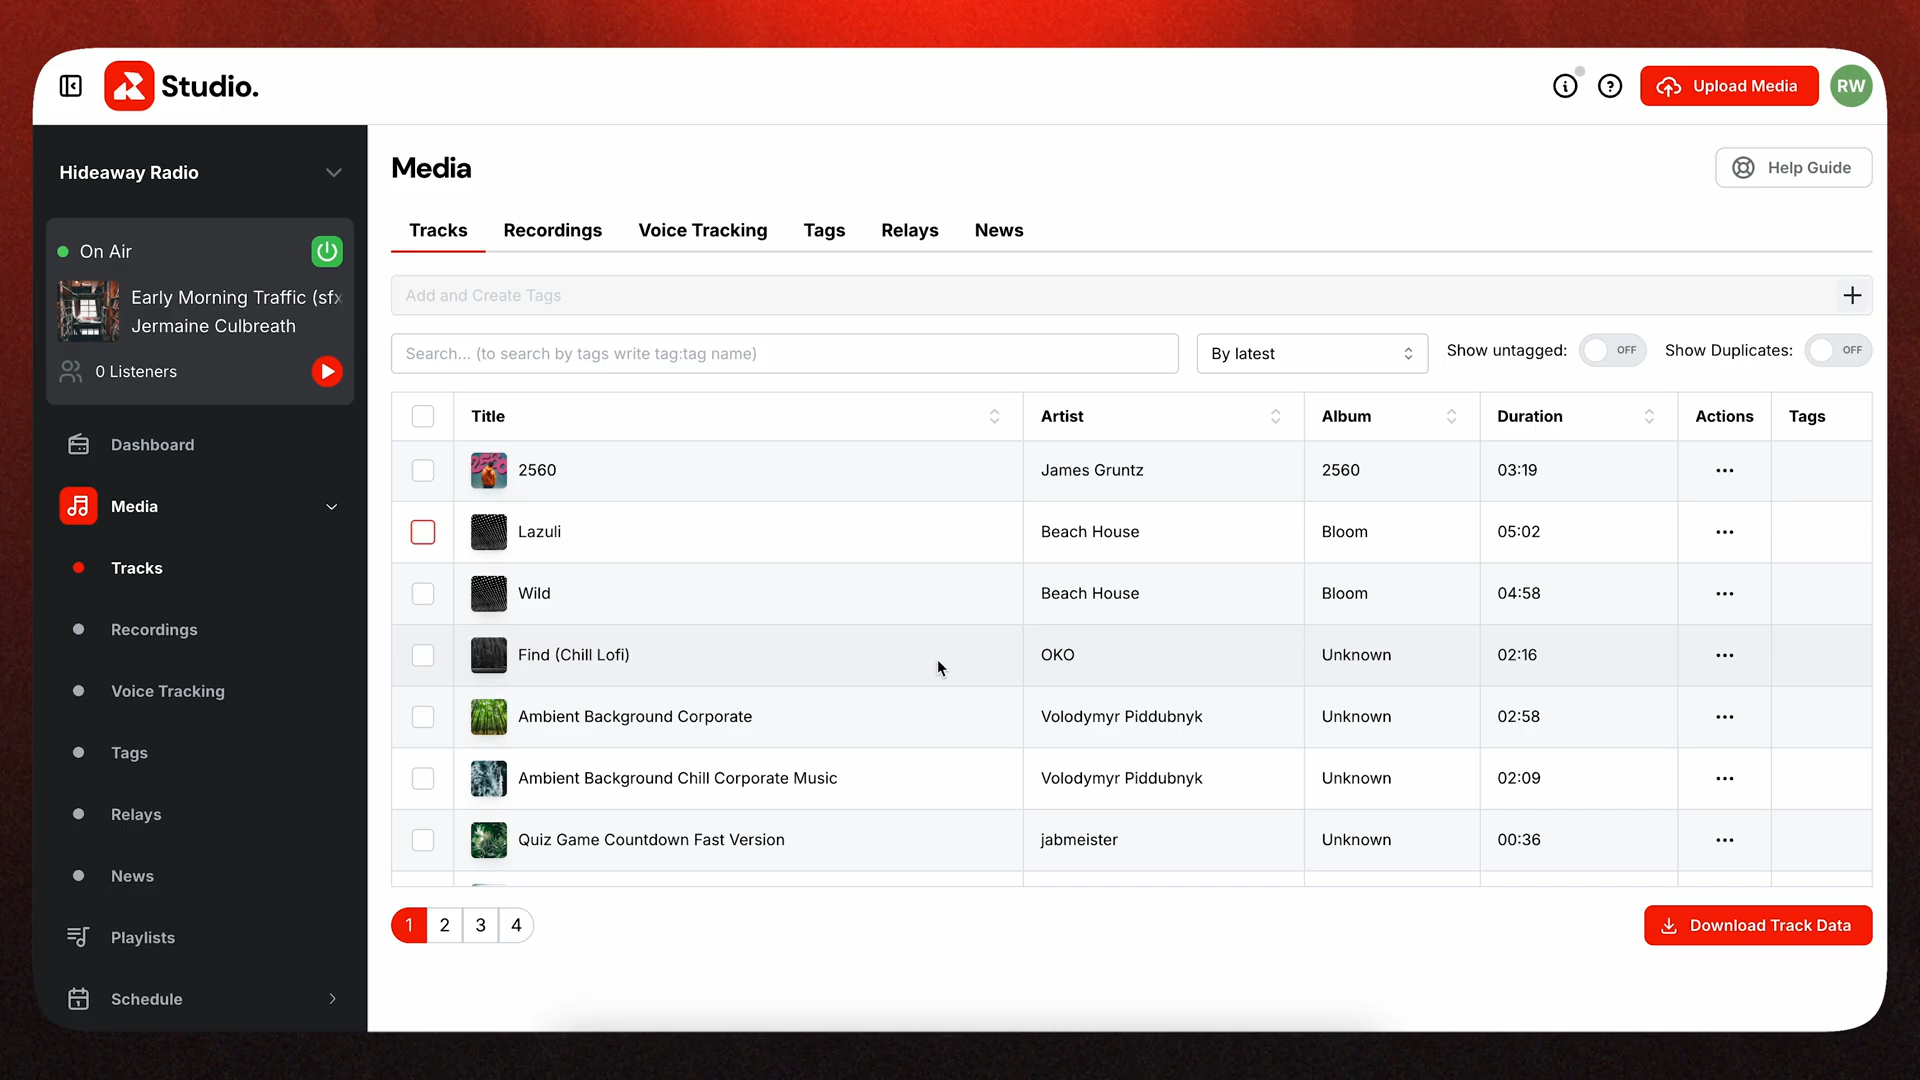 Studio.
Upload Media
RW
Hideaway Radio
On Air
Early Morning Traffic (sfx
Jermaine Culbreath
0 Listeners
Dashboard
Media
Tracks
Recordings
Voice Tracking
Tags
Relays
News
Playlists
Schedule
Media
Help Guide
Tracks Recordings Voice Tracking Tags Relays News
Add and Create Tags
Search... (to search by tags write tag:tag name)
By latest
Show untagged: OFF
Show Duplicates: OFF
Title Artist Album Duration Actions Tags
2560 James Gruntz 2560 03:19
Lazuli Beach House Bloom 05:02
Wild Beach House Bloom 04:58
Find (Chill Lofi) OKO Unknown 02:16
Ambient Background Corporate Volodymyr Piddubnyk Unknown 02:58
Ambient Background Chill Corporate Music Volodymyr Piddubnyk Unknown 02:09
Quiz Game Countdown Fast Version jabmeister Unknown 00:36
1 2 3 4
Download Track Data